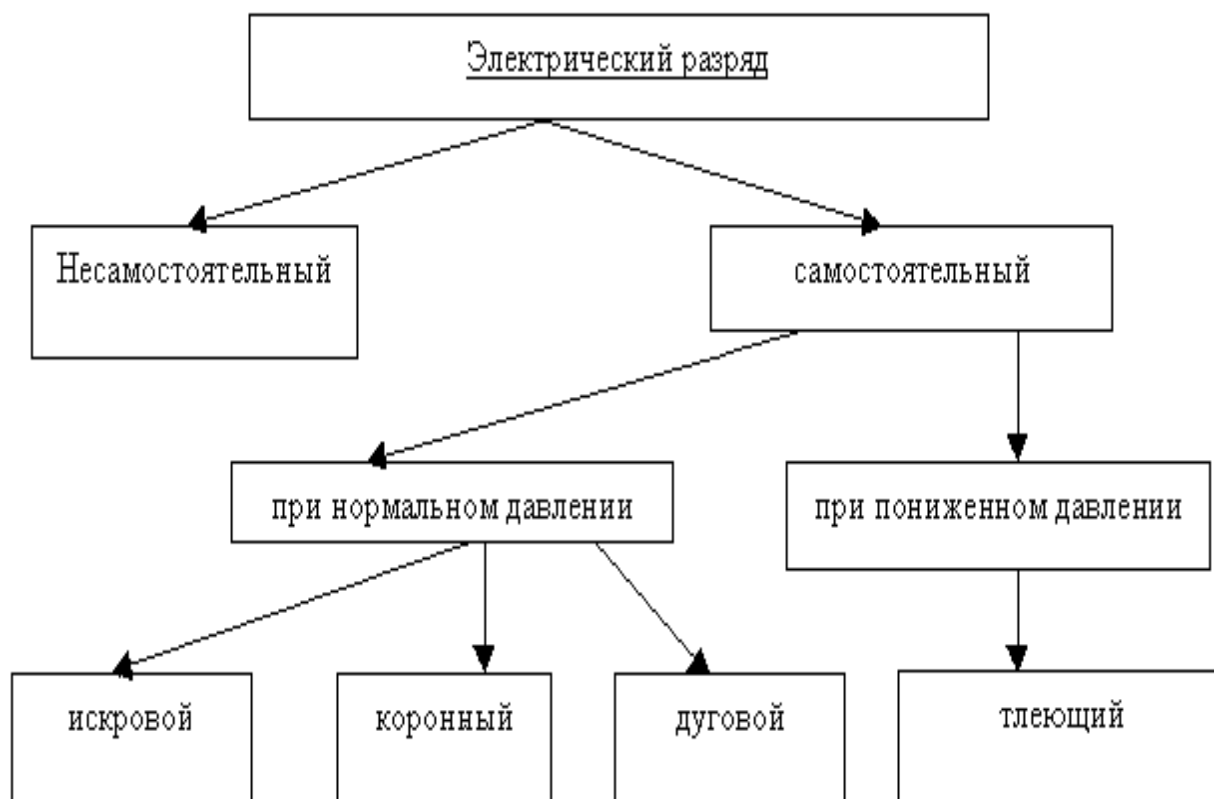 Электрический разряд
Несамостоятельный
самостоятельный
при нормальном давлении
при пониженном давлении
искровой
коронный
дуговой
тлеющий